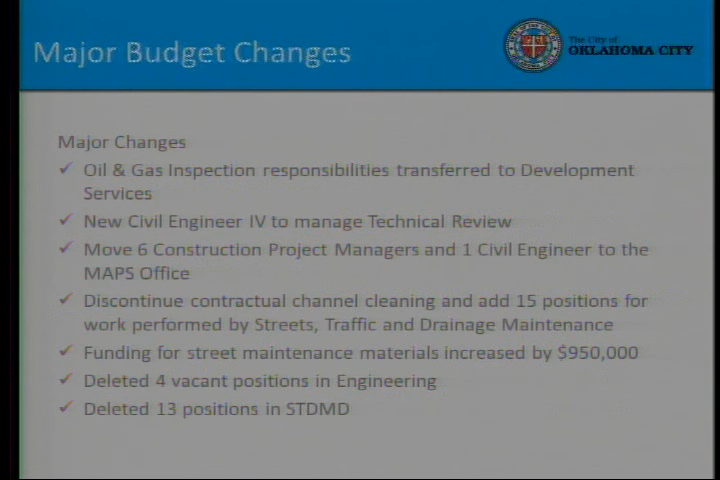 Major Budget Changes
The City of
OKLAHOMA CITY
Major Changes
✓ Oil & Gas Inspection responsibilities transferred to Development
Services
✓ New Civil Engineer IV to manage Technical Review
✓ Move 6 Construction Project Managers and 1 Civil Engineer to the
MAPS Office
✓ Discontinue contractual channel cleaning and add 15 positions for
work performed by Streets, Traffic and Drainage Maintenance
✓ Funding for street maintenance materials increased by $950,000
✓ Deleted 4 vacant positions in Engineering
✓ Deleted 13 positions in STDMD